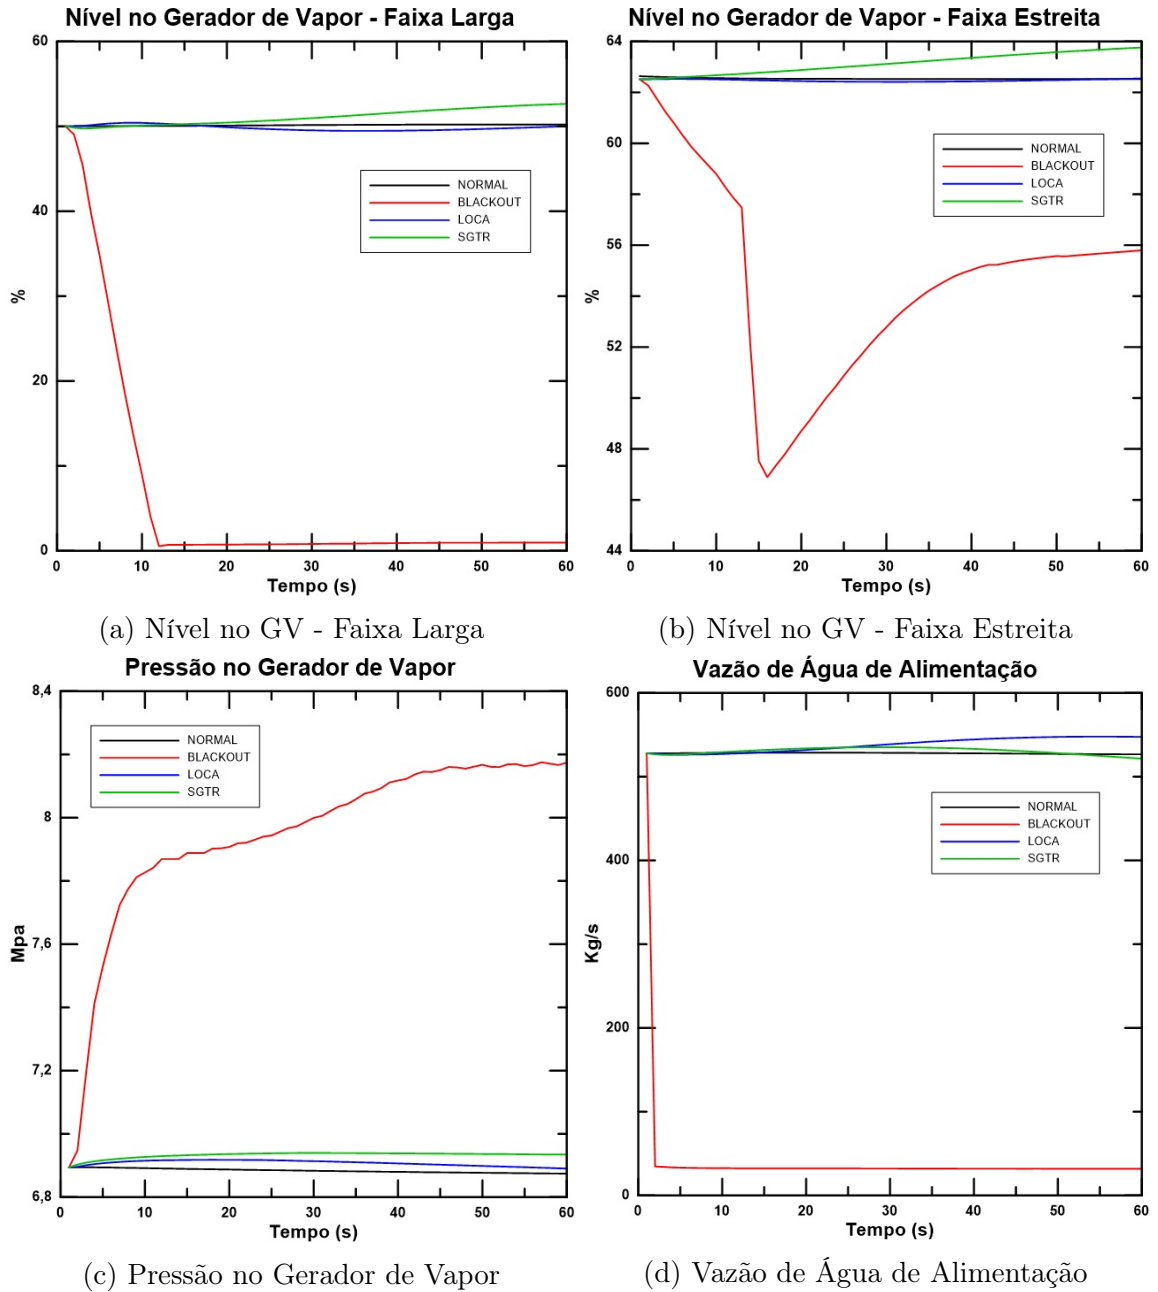 Nível no Gerador de Vapor - Faixa Larga
60
40
20
0
%
NORMAL
BLACKOUT
LOCA
SGTR
0 10 20 30 40 50 60
Tempo (s)
(a) Nível no GV - Faixa Larga
Nível no Gerador de Vapor - Faixa Estreita
64
60
56
52
48
44
%
NORMAL
BLACKOUT
LOCA
SGTR
0 10 20 30 40 50 60
Tempo (s)
(b) Nível no GV - Faixa Estreita
Pressão no Gerador de Vapor
8,4
8
7,6
7,2
6,8
Mpa
NORMAL
BLACKOUT
LOCA
SGTR
0 10 20 30 40 50 60
Tempo (s)
(c) Pressão no Gerador de Vapor
Vazão de Água de Alimentação
600
400
200
0
Kg/s
NORMAL
BLACKOUT
LOCA
SGTR
0 10 20 30 40 50 60
Tempo (s)
(d) Vazão de Água de Alimentação